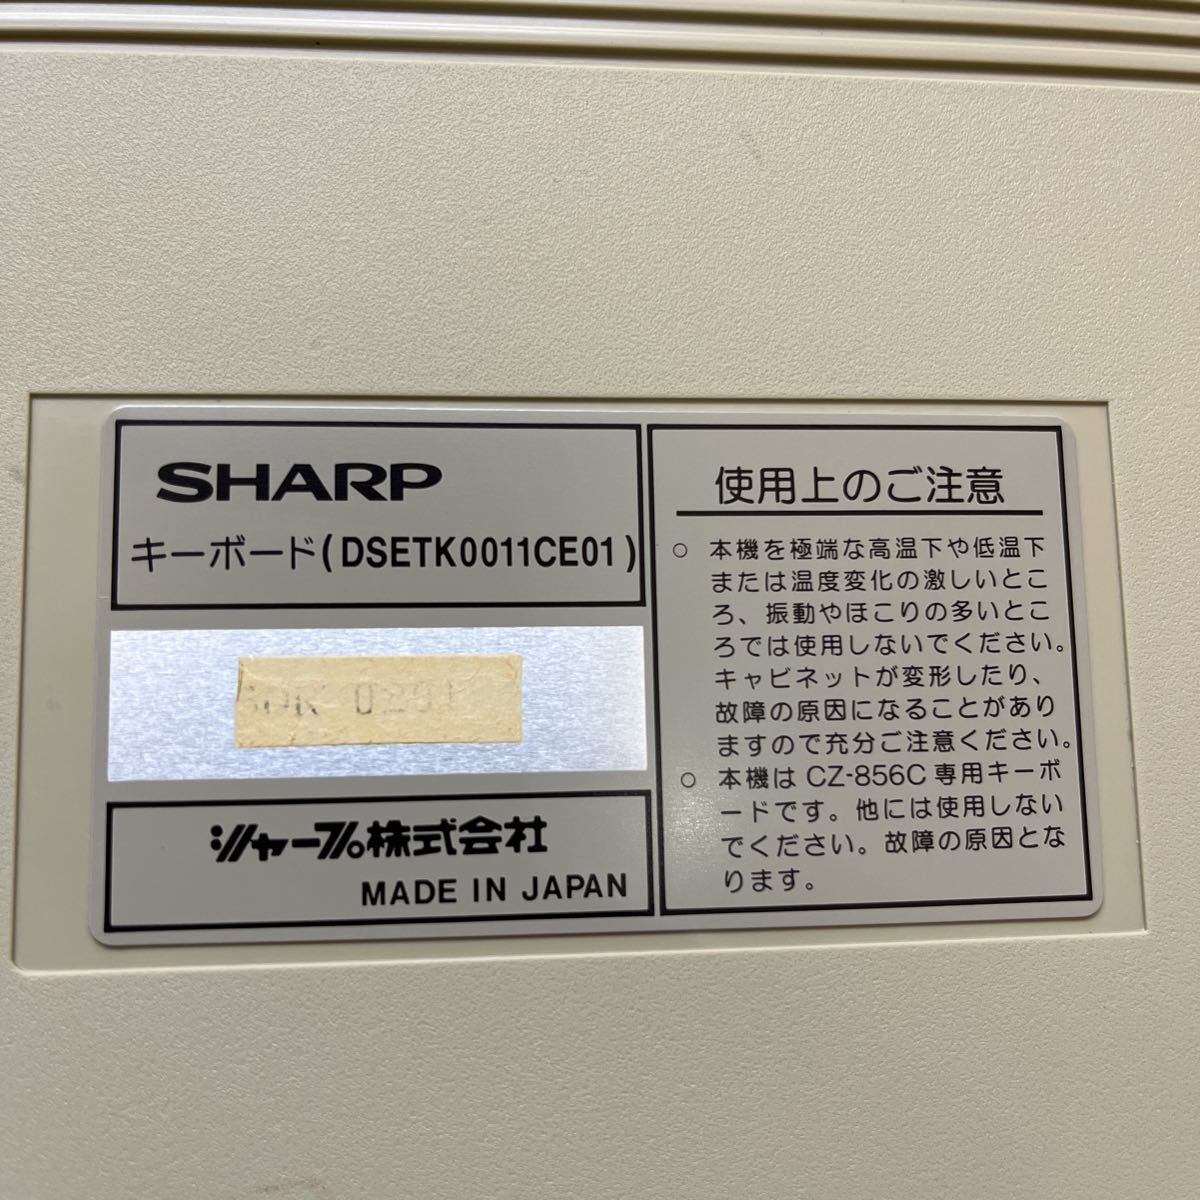 SHARP
キーボード(DSETK0011CE01)
シャープ株式会社
MADE IN JAPAN
使用上のご注意
○ 本機を極端な高温下や低温下
または温度変化の激しいとこ
ろ、振動やほこりの多いとこ
ろでは使用しないでください。
キャビネットが変形したり、
故障の原因になることがあり
ますので充分ご注意ください。
○ 本機は CZ-856C 専用キーボ
ードです。他には使用しない
でください。故障の原因とな
ります。